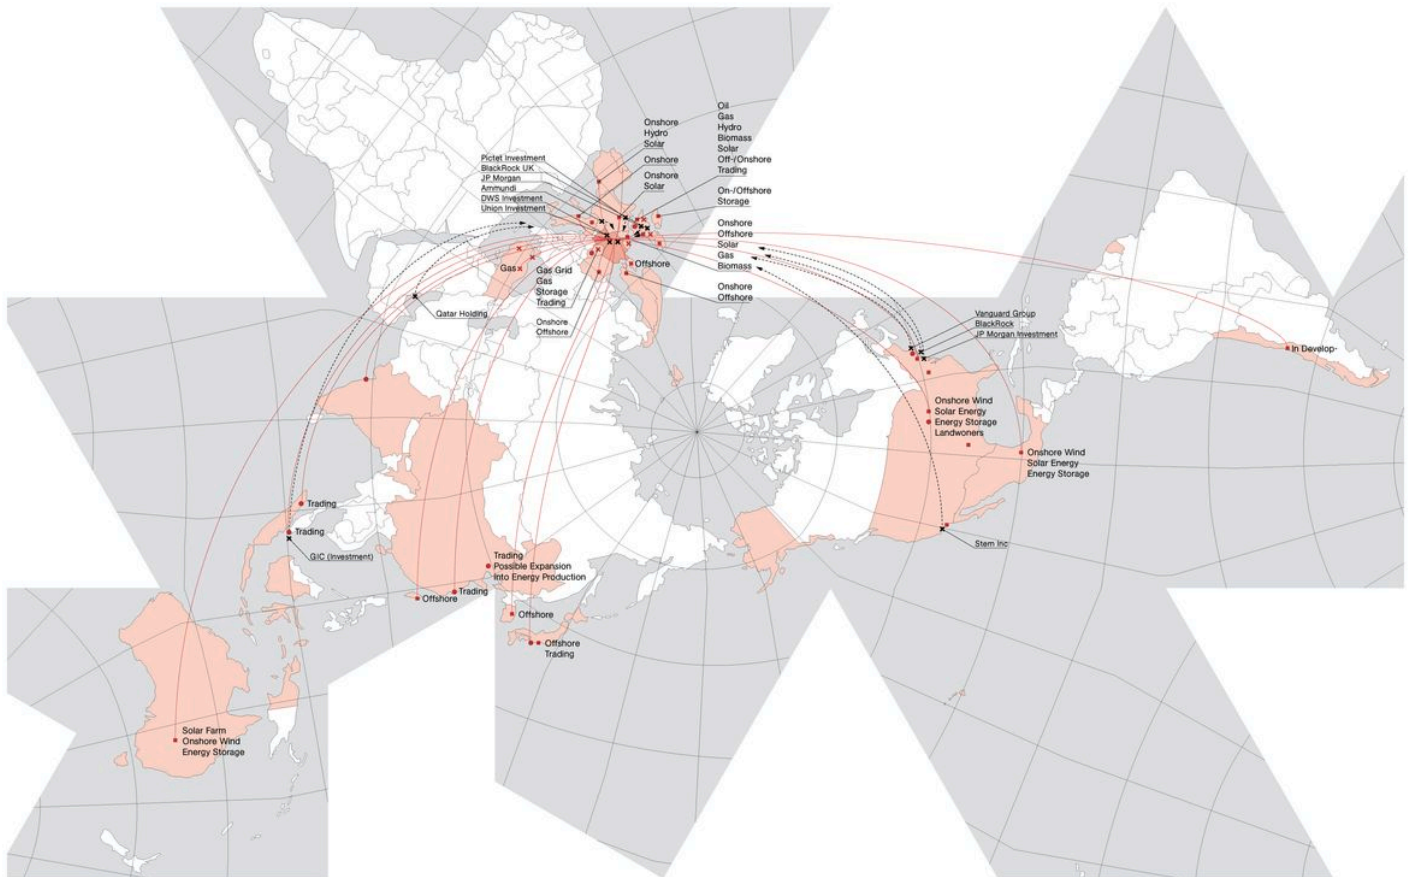 Oil
Gas
Hydro
Biomass
Solar
Off-/Onshore
Trading
Onshore
Hydro
Solar
Onshore
Onshore
Solar
Pictet Investment
BlackRock UK
JP Morgan
Ammundi
DWS Investment
Union Investment
On-/Offshore
Storage
Onshore
Offshore
Solar
Gas
Biomass
Onshore
Offshore
Offshore
Gas
Gas Grid
Gas
Storage
Trading
Onshore
Offshore
Qatar Holding
Vanguard Group
BlackRock
JP Morgan Investment
In Develop-
Onshore Wind
Solar Energy
Energy Storage
Landwoners
Onshore Wind
Solar Energy
Energy Storage
Stem Inc
Trading
Trading
GIC (Investment)
Trading
Possible Expansion
Into Energy Production
Trading
Offshore
Offshore
Offshore
Trading
Solar Farm
Onshore Wind
Energy Storage